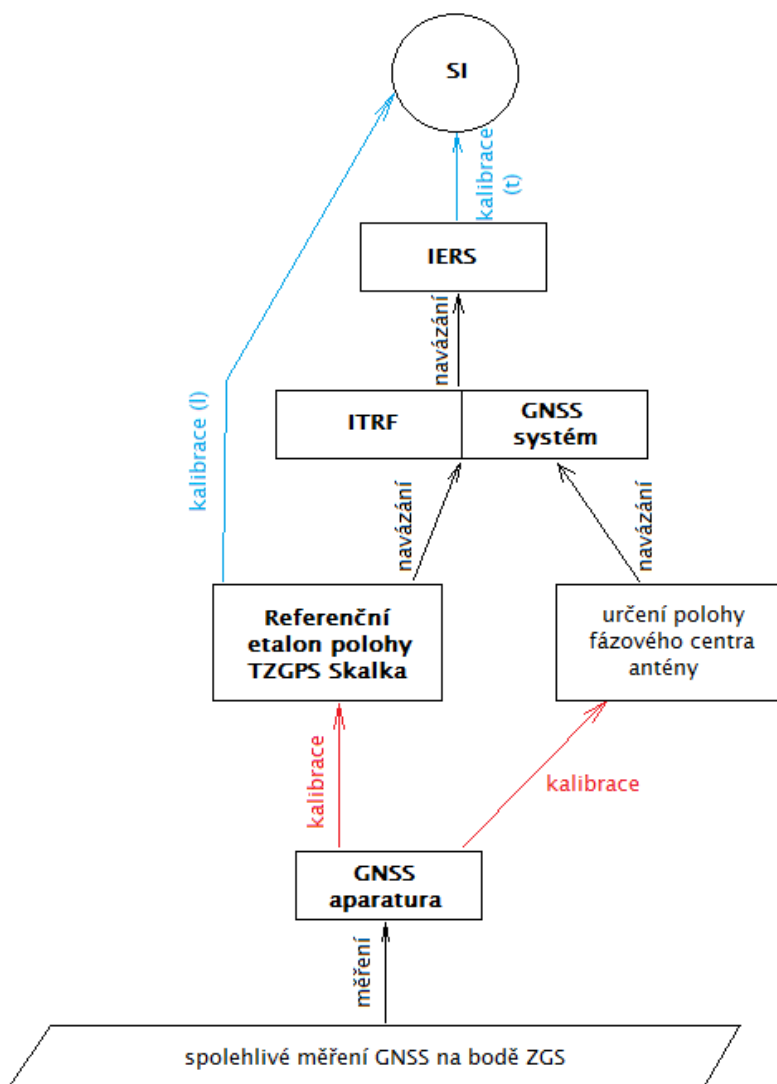 SI
kalibrace
(t)
IERS
navázání
kalibrace (l)
ITRF
GNSS
systém
navázání
navázání
Referenční
etalon polohy
TZGPS Skalka
určení polohy
fázového centra
antény
kalibrace
kalibrace
GNSS
aparatura
měření
spolehlivé měření GNSS na bodě ZGS